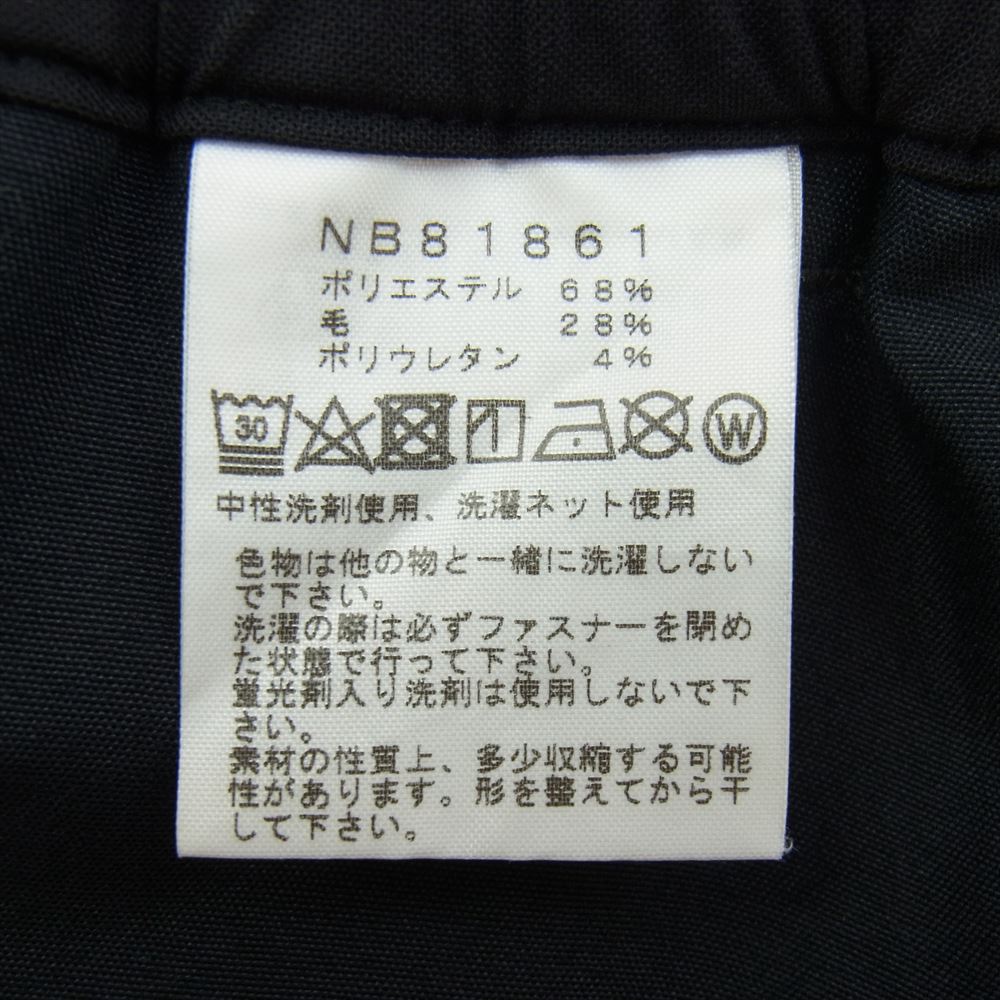 NB81861
ポリエステル 68%
毛 28%
ポリウレタン 4%
30 W
中性洗剤使用、洗濯ネット使用
色物は他の物と一緒に洗濯しない
で下さい。
洗濯の際は必ずファスナーを閉め
た状態で行って下さい。
蛍光剤入り洗剤は使用しないで下
さい。
素材の性質上、多少収縮する可能
性があります。形を整えてから干
して下さい。